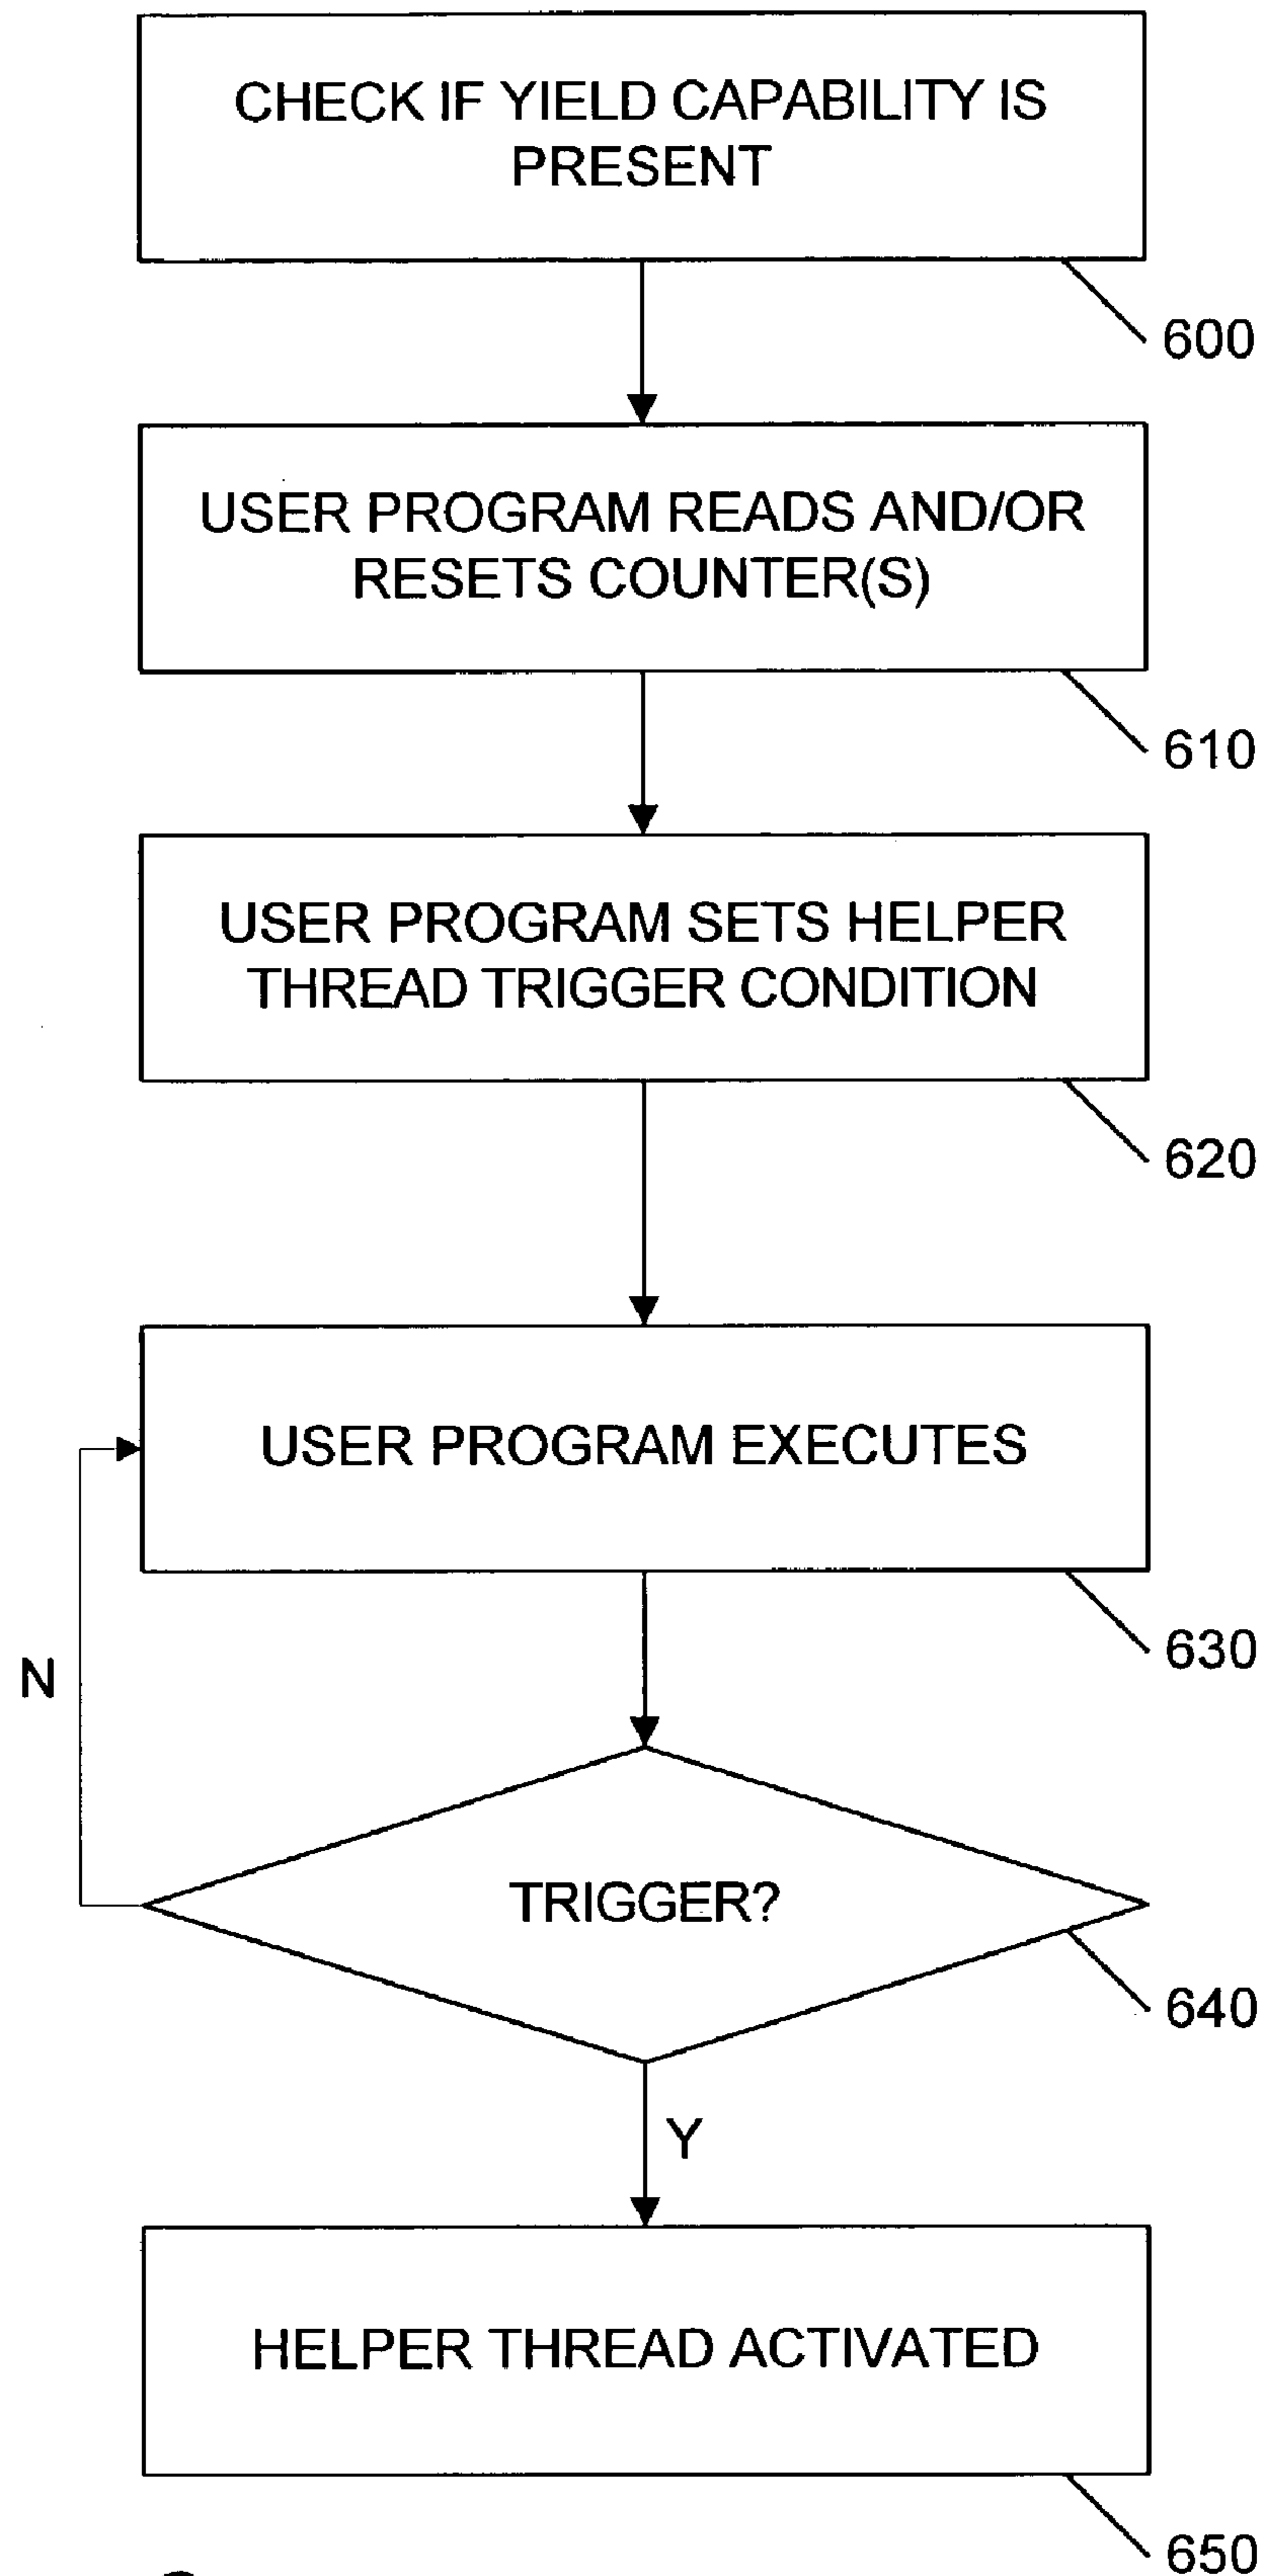 CHECK IF YIELD CAPABILITY IS
PRESENT
600
USER PROGRAM READS AND/OR
RESETS COUNTER(S)
610
USER PROGRAM SETS HELPER
THREAD TRIGGER CONDITION
620
USER PROGRAM EXECUTES
630
N
TRIGGER?
640
Y
HELPER THREAD ACTIVATED
650